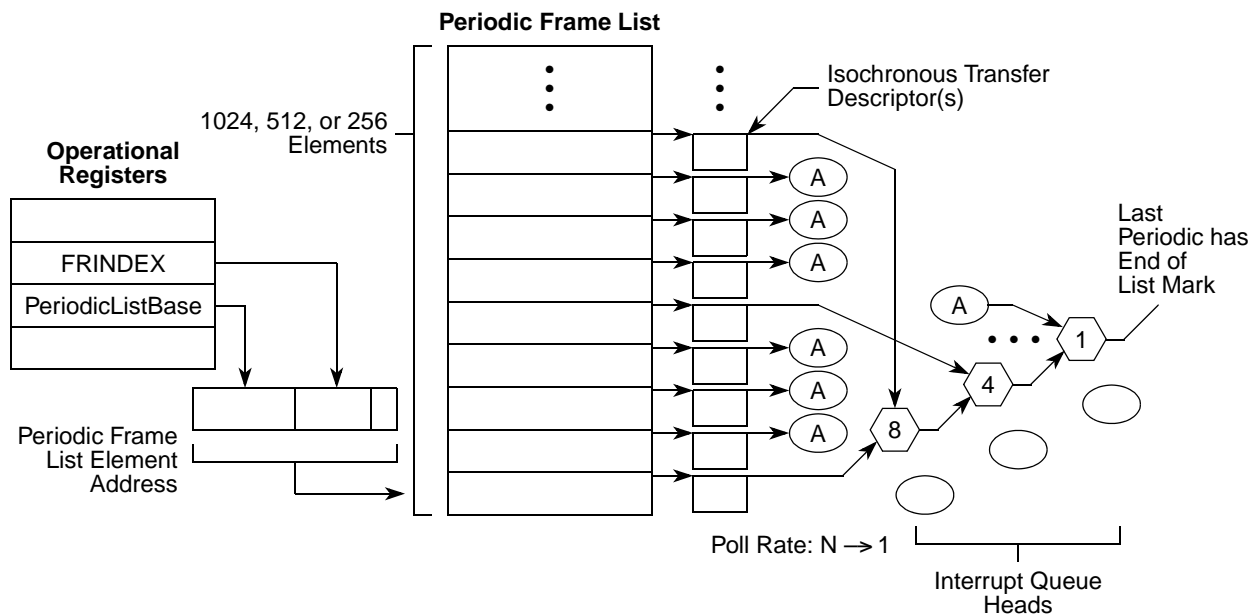 Periodic Frame List
Isochronous Transfer
Descriptor(s)
1024, 512, or 256
Elements
Operational
Registers
FRINDEX
PeriodicListBase
A
A
A
A
A
A
A
Last
Periodic has
End of
List Mark
1
4
8
Periodic Frame
List Element
Address
Poll Rate: N → 1
Interrupt Queue
Heads